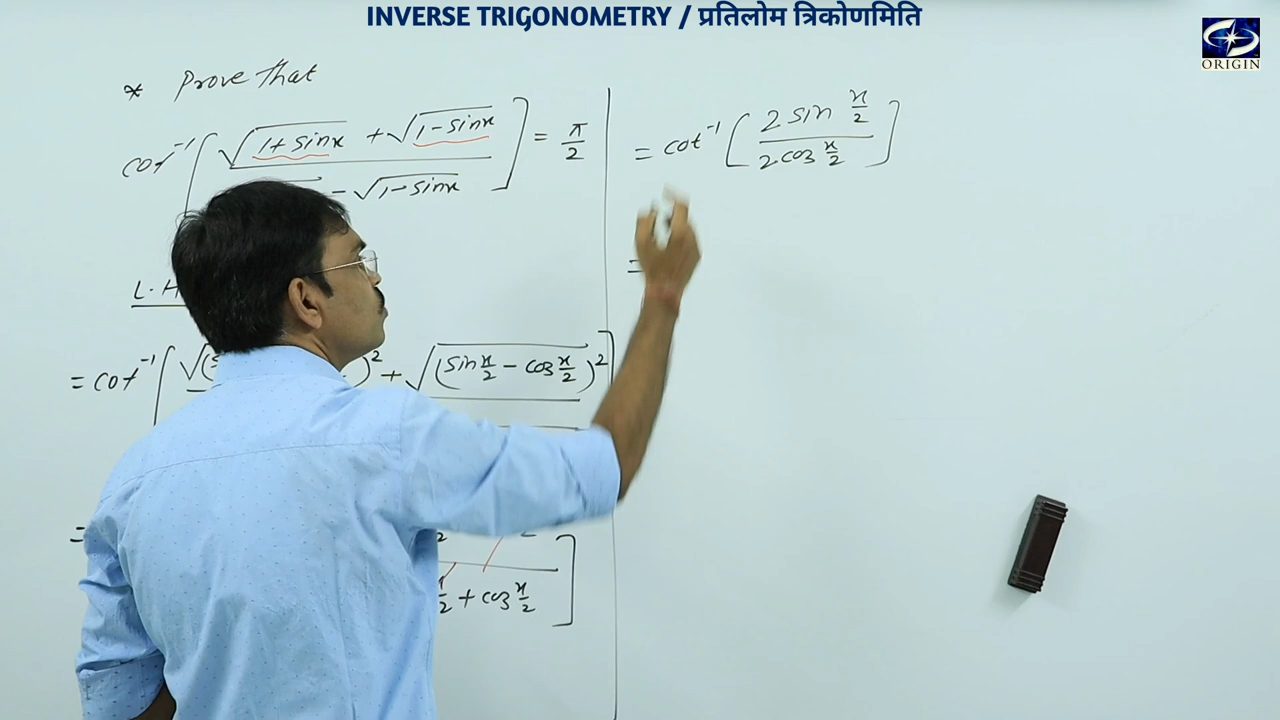 INVERSE TRIGONOMETRY / प्रतिलोम त्रिकोणमिति
ORIGIN
* Prove that
cot⁻¹ [ √(1+sinx) + √(1-sinx)
- √(1-sinx) ] = π/2
L.H
= cot⁻¹ [ √( )² + √(sin x/2 - cos x/2)²
=
/2 + cos x/2 ]
= cot⁻¹ [ 2 sin x/2
2 cos x/2 ]
=